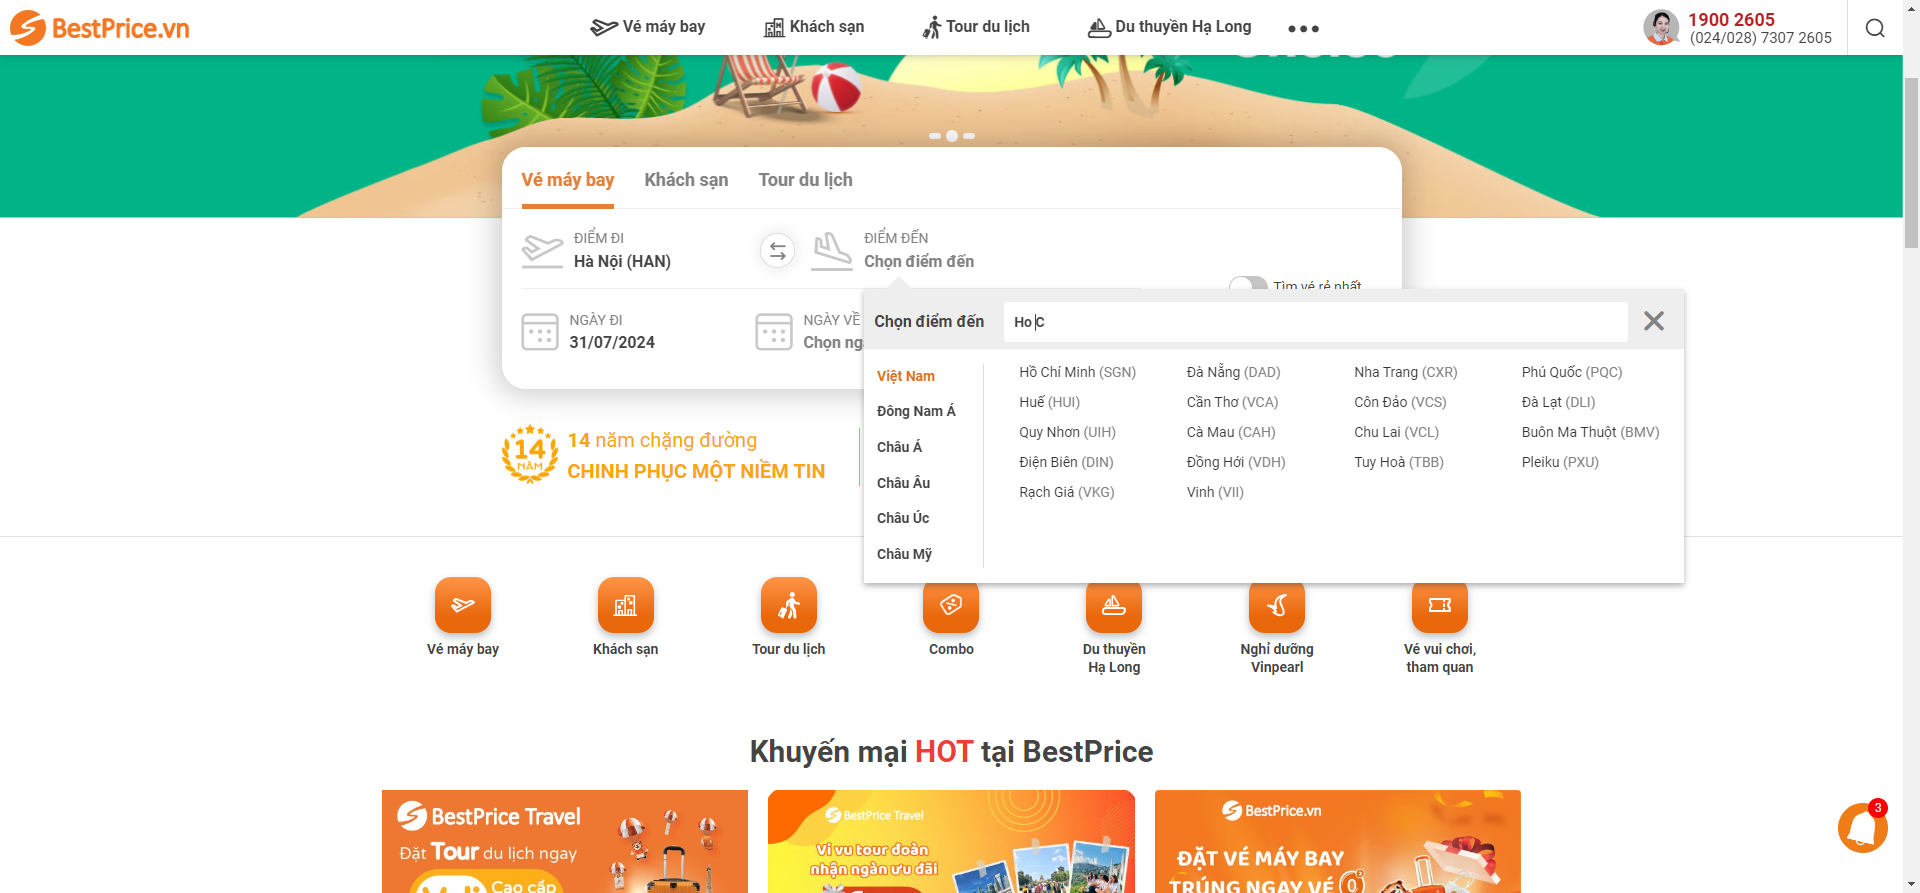 BestPrice.vn
Vé máy bay
Khách sạn
Tour du lịch
Du thuyền Hạ Long
1900 2605
(024/028) 7307 2605
Vé máy bay
Khách sạn
Tour du lịch
ĐIỂM ĐI
Hà Nội (HAN)
ĐIỂM ĐẾN
Chọn điểm đến
Tìm vé rẻ nhất
NGÀY ĐI
31/07/2024
NGÀY VỀ
Chọn ng
Chọn điểm đến
Ho C
Việt Nam
Đông Nam Á
Châu Á
Châu Âu
Châu Úc
Châu Mỹ
Hồ Chí Minh (SGN)
Đà Nẵng (DAD)
Nha Trang (CXR)
Phú Quốc (PQC)
Huế (HUI)
Cần Thơ (VCA)
Côn Đảo (VCS)
Đà Lạt (DLI)
Quy Nhơn (UIH)
Cà Mau (CAH)
Chu Lai (VCL)
Buôn Ma Thuột (BMV)
Điện Biên (DIN)
Đồng Hới (VDH)
Tuy Hoà (TBB)
Pleiku (PXU)
Rạch Giá (VKG)
Vinh (VII)
14
NĂM
14 năm chặng đường
CHINH PHỤC MỘT NIỀM TIN
Vé máy bay
Khách sạn
Tour du lịch
Combo
Du thuyền
Hạ Long
Nghỉ dưỡng
Vinpearl
Vé vui chơi,
tham quan
Khuyến mại HOT tại BestPrice
BestPrice Travel
Đặt Tour du lịch ngay
Cao cấp
BestPrice Travel
Vi vu tour đoàn
nhận ngàn ưu đãi
BestPrice.vn
ĐẶT VÉ MÁY BAY
TRÚNG NGAY VÉ 0
3